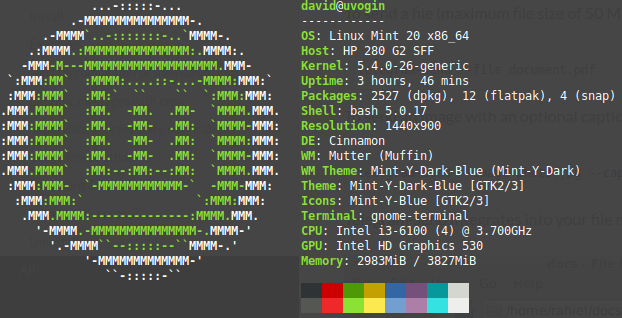 david@uvogin
------------
OS: Linux Mint 20 x86_64
Host: HP 280 G2 SFF
Kernel: 5.4.0-26-generic
Uptime: 3 hours, 46 mins
Packages: 2527 (dpkg), 12 (flatpak), 4 (snap)
Shell: bash 5.0.17
Resolution: 1440x900
DE: Cinnamon
WM: Mutter (Muffin)
WM Theme: Mint-Y-Dark-Blue (Mint-Y-Dark)
Theme: Mint-Y-Dark-Blue [GTK2/3]
Icons: Mint-Y-Blue [GTK2/3]
Terminal: gnome-terminal
CPU: Intel i3-6100 (4) @ 3.700GHz
GPU: Intel HD Graphics 530
Memory: 2983MiB / 3827MiB